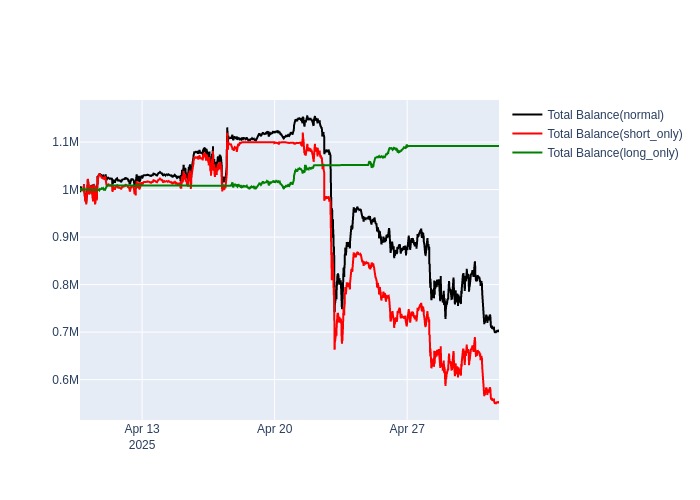 Total Balance(normal)
Total Balance(short_only)
Total Balance(long_only)
1.1M
1M
0.9M
0.8M
0.7M
0.6M
Apr 13
2025
Apr 20
Apr 27